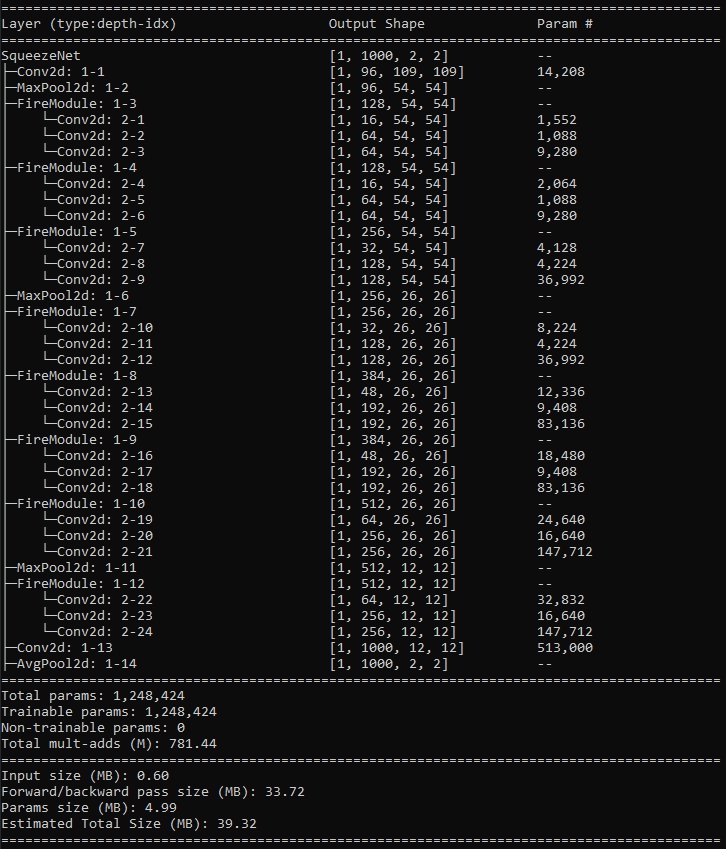 ==========================================================================================
Layer (type:depth-idx)                   Output Shape              Param #
==========================================================================================
SqueezeNet                               [1, 1000, 2, 2]           --
├─Conv2d: 1-1                            [1, 96, 109, 109]         14,208
├─MaxPool2d: 1-2                         [1, 96, 54, 54]           --
├─FireModule: 1-3                        [1, 128, 54, 54]          --
│    └─Conv2d: 2-1                       [1, 16, 54, 54]           1,552
│    └─Conv2d: 2-2                       [1, 64, 54, 54]           1,088
│    └─Conv2d: 2-3                       [1, 64, 54, 54]           9,280
├─FireModule: 1-4                        [1, 128, 54, 54]          --
│    └─Conv2d: 2-4                       [1, 16, 54, 54]           2,064
│    └─Conv2d: 2-5                       [1, 64, 54, 54]           1,088
│    └─Conv2d: 2-6                       [1, 64, 54, 54]           9,280
├─FireModule: 1-5                        [1, 256, 54, 54]          --
│    └─Conv2d: 2-7                       [1, 32, 54, 54]           4,128
│    └─Conv2d: 2-8                       [1, 128, 54, 54]          4,224
│    └─Conv2d: 2-9                       [1, 128, 54, 54]          36,992
├─MaxPool2d: 1-6                         [1, 256, 26, 26]          --
├─FireModule: 1-7                        [1, 256, 26, 26]          --
│    └─Conv2d: 2-10                      [1, 32, 26, 26]           8,224
│    └─Conv2d: 2-11                      [1, 128, 26, 26]          4,224
│    └─Conv2d: 2-12                      [1, 128, 26, 26]          36,992
├─FireModule: 1-8                        [1, 384, 26, 26]          --
│    └─Conv2d: 2-13                      [1, 48, 26, 26]           12,336
│    └─Conv2d: 2-14                      [1, 192, 26, 26]          9,408
│    └─Conv2d: 2-15                      [1, 192, 26, 26]          83,136
├─FireModule: 1-9                        [1, 384, 26, 26]          --
│    └─Conv2d: 2-16                      [1, 48, 26, 26]           18,480
│    └─Conv2d: 2-17                      [1, 192, 26, 26]          9,408
│    └─Conv2d: 2-18                      [1, 192, 26, 26]          83,136
├─FireModule: 1-10                       [1, 512, 26, 26]          --
│    └─Conv2d: 2-19                      [1, 64, 26, 26]           24,640
│    └─Conv2d: 2-20                      [1, 256, 26, 26]          16,640
│    └─Conv2d: 2-21                      [1, 256, 26, 26]          147,712
├─MaxPool2d: 1-11                        [1, 512, 12, 12]          --
├─FireModule: 1-12                       [1, 512, 12, 12]          --
│    └─Conv2d: 2-22                      [1, 64, 12, 12]           32,832
│    └─Conv2d: 2-23                      [1, 256, 12, 12]          16,640
│    └─Conv2d: 2-24                      [1, 256, 12, 12]          147,712
├─Conv2d: 1-13                           [1, 1000, 12, 12]         513,000
├─AvgPool2d: 1-14                        [1, 1000, 2, 2]           --
==========================================================================================
Total params: 1,248,424
Trainable params: 1,248,424
Non-trainable params: 0
Total mult-adds (M): 781.44
==========================================================================================
Input size (MB): 0.60
Forward/backward pass size (MB): 33.72
Params size (MB): 4.99
Estimated Total Size (MB): 39.32
==========================================================================================